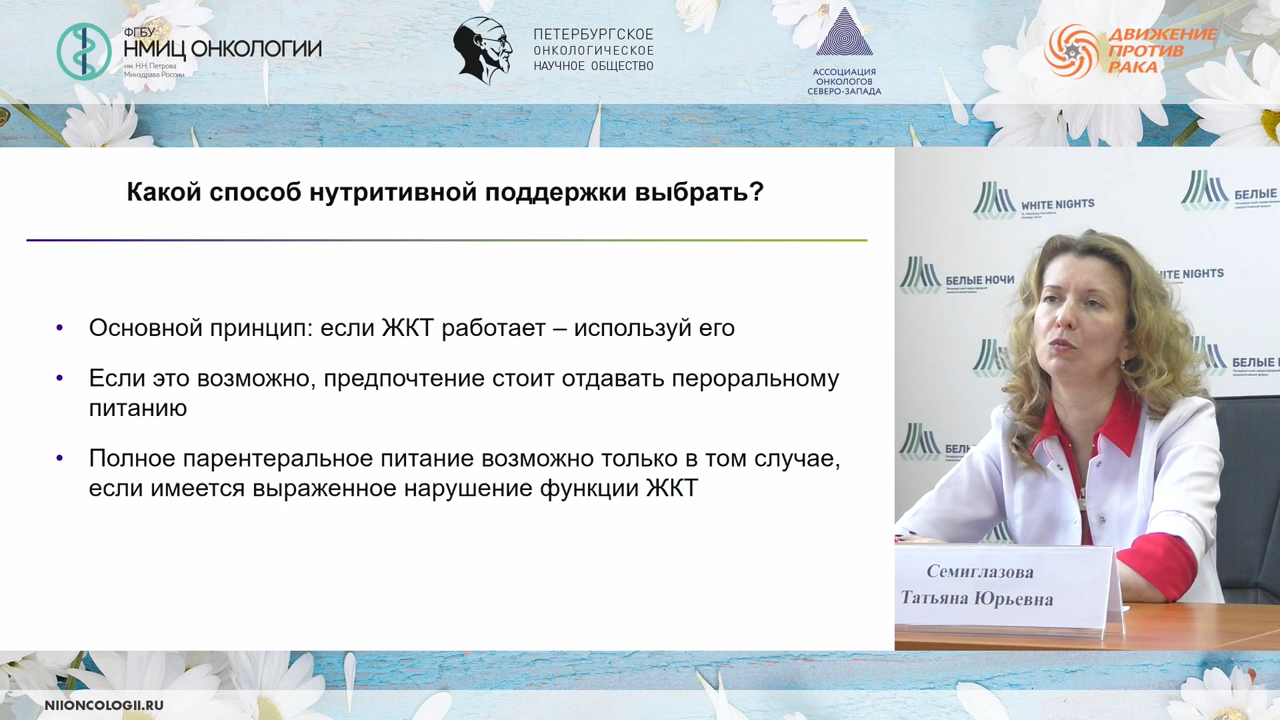 ФГБУ
НМИЦ ОНКОЛОГИИ
им. Н.Н. Петрова
Минздрава России
ПЕТЕРБУРГСКОЕ
ОНКОЛОГИЧЕСКОЕ
НАУЧНОЕ ОБЩЕСТВО
АССОЦИАЦИЯ
ОНКОЛОГОВ
СЕВЕРО-ЗАПАДА
ДВИЖЕНИЕ
ПРОТИВ
РАКА
Какой способ нутритивной поддержки выбрать?
• Основной принцип: если ЖКТ работает – используй его
• Если это возможно, предпочтение стоит отдавать пероральному
питанию
• Полное парентеральное питание возможно только в том случае,
если имеется выраженное нарушение функции ЖКТ
WHITE NIGHTS
БЕЛЫЕ
БЕЛЫЕ НОЧИ
WHITE NIGHTS
БЕЛЫЕ
Семиглазова
Татьяна Юрьевна
NIIONCOLOGII.RU